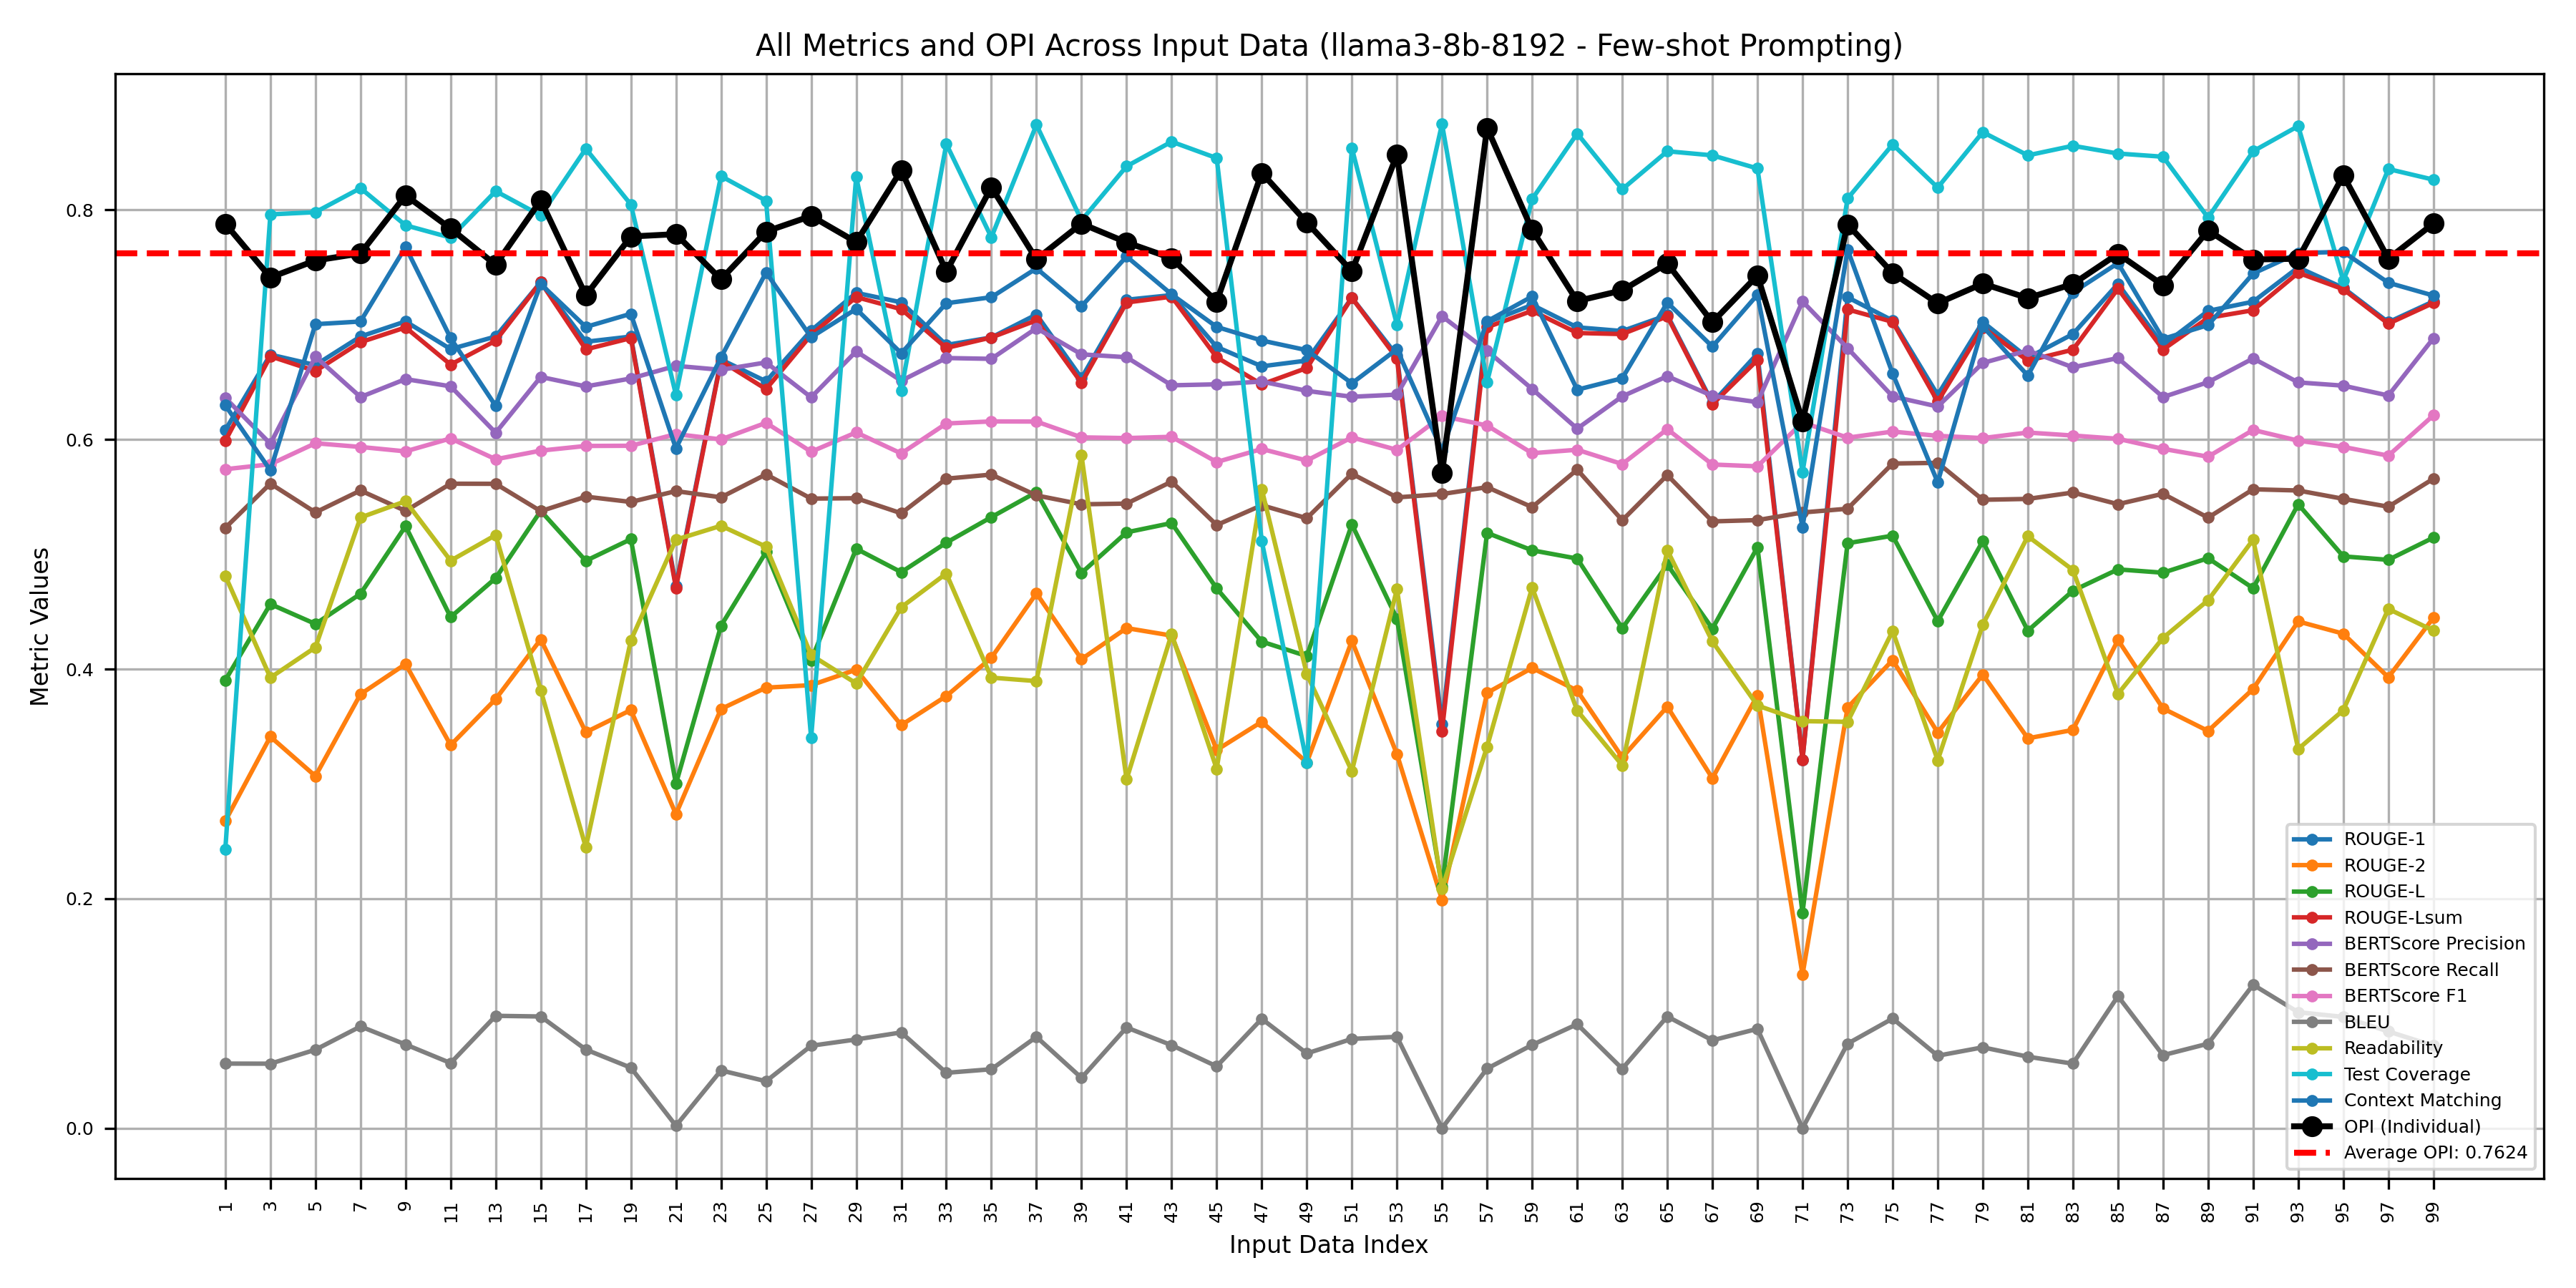 All Metrics and OPI Across Input Data (llama3-8b-8192 - Few-shot Prompting)
Metric Values
0.8
0.6
0.4
0.2
0.0
ROUGE-1
ROUGE-2
ROUGE-L
ROUGE-Lsum
BERTScore Precision
BERTScore Recall
BERTScore F1
BLEU
Readability
Test Coverage
Context Matching
OPI (Individual)
Average OPI: 0.7624
1 3 5 7 9 11 13 15 17 19 21 23 25 27 29 31 33 35 37 39 41 43 45 47 49 51 53 55 57 59 61 63 65 67 69 71 73 75 77 79 81 83 85 87 89 91 93 95 97 99
Input Data Index